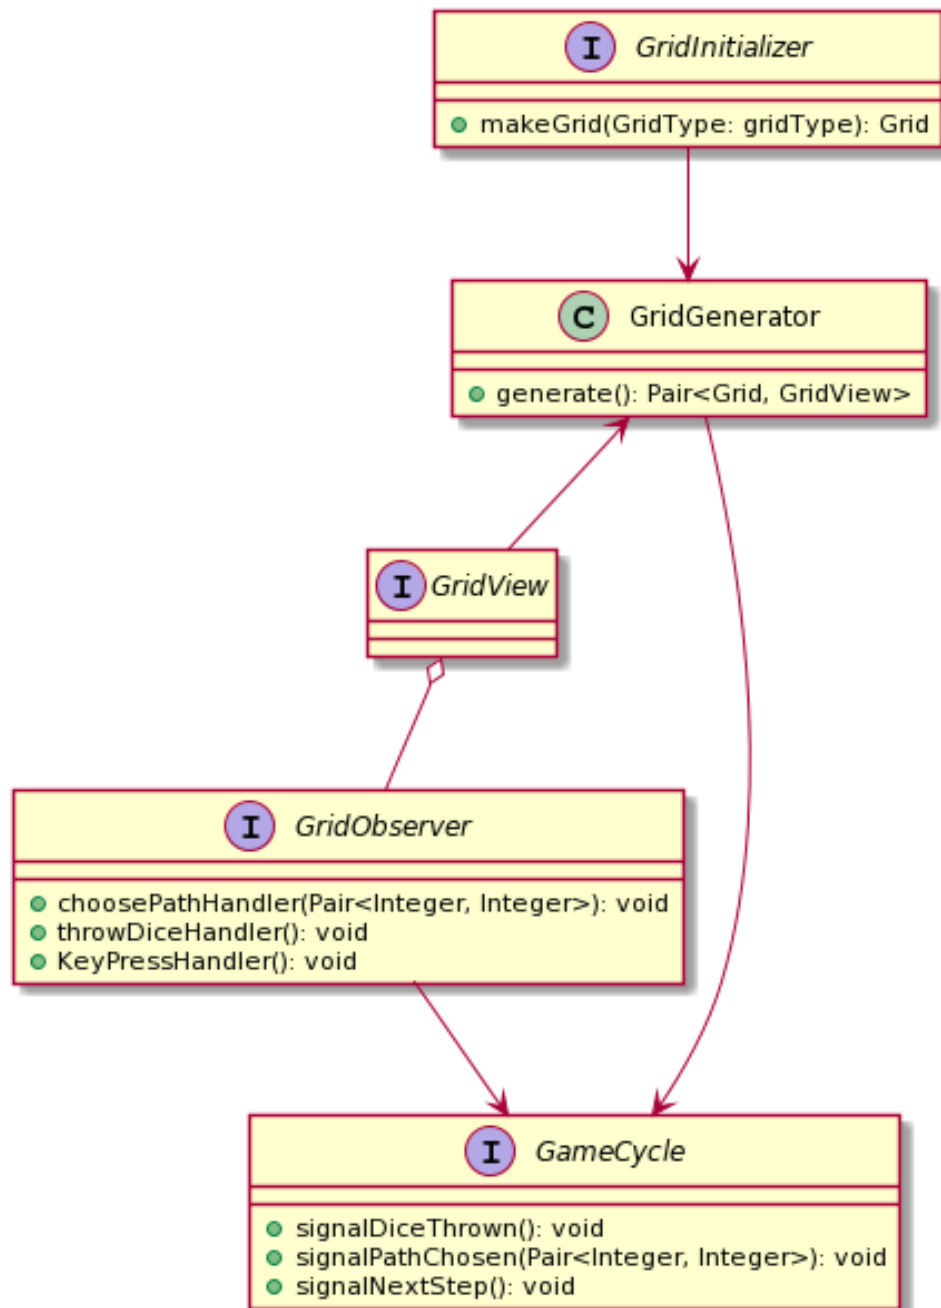 I GridInitializer
makeGrid(GridType: gridType): Grid
C GridGenerator
generate(): Pair<Grid, GridView>
I GridView
I GridObserver
choosePathHandler(Pair<Integer, Integer>): void
throwDiceHandler(): void
KeyPressHandler(): void
I GameCycle
signalDiceThrown(): void
signalPathChosen(Pair<Integer, Integer>): void
signalNextStep(): void